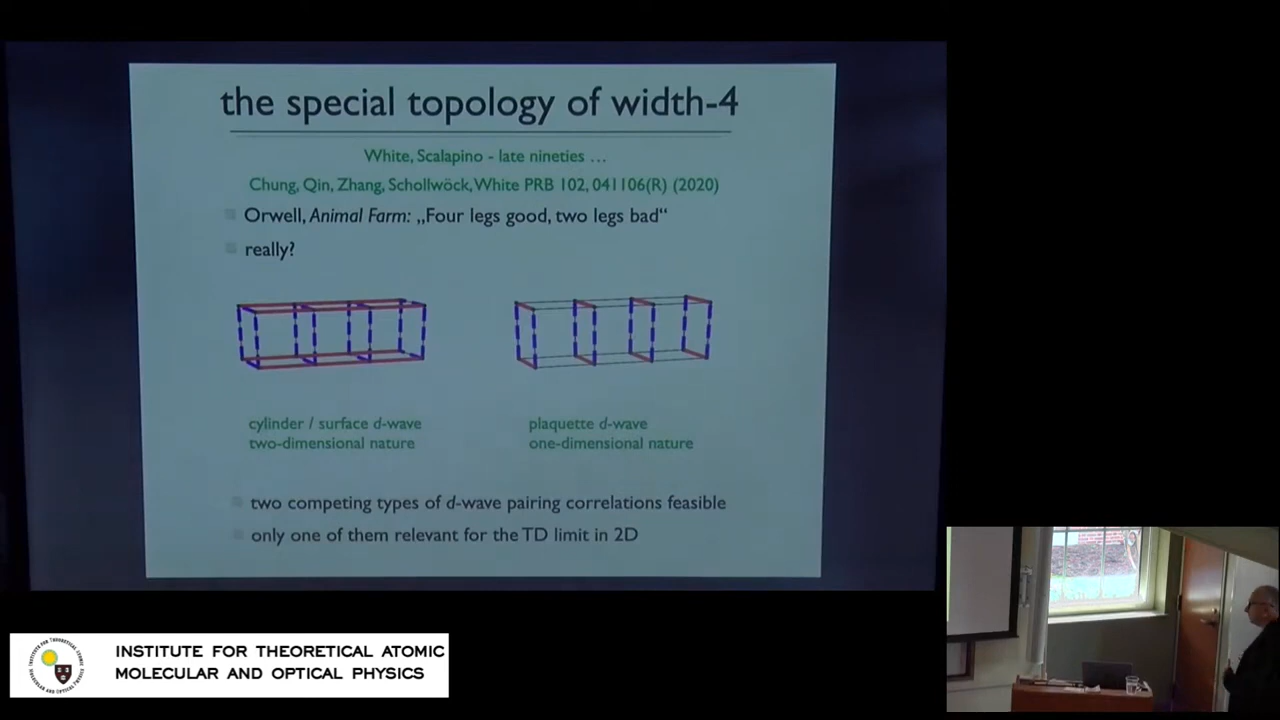 the special topology of width-4
White, Scalapino - late nineties ...
Chung, Qin, Zhang, Schollwöck, White PRB 102, 041106(R) (2020)
Orwell, Animal Farm: „Four legs good, two legs bad“
really?
cylinder / surface d-wave
two-dimensional nature
plaquette d-wave
one-dimensional nature
two competing types of d-wave pairing correlations feasible
only one of them relevant for the TD limit in 2D
INSTITUTE FOR THEORETICAL ATOMIC
MOLECULAR AND OPTICAL PHYSICS